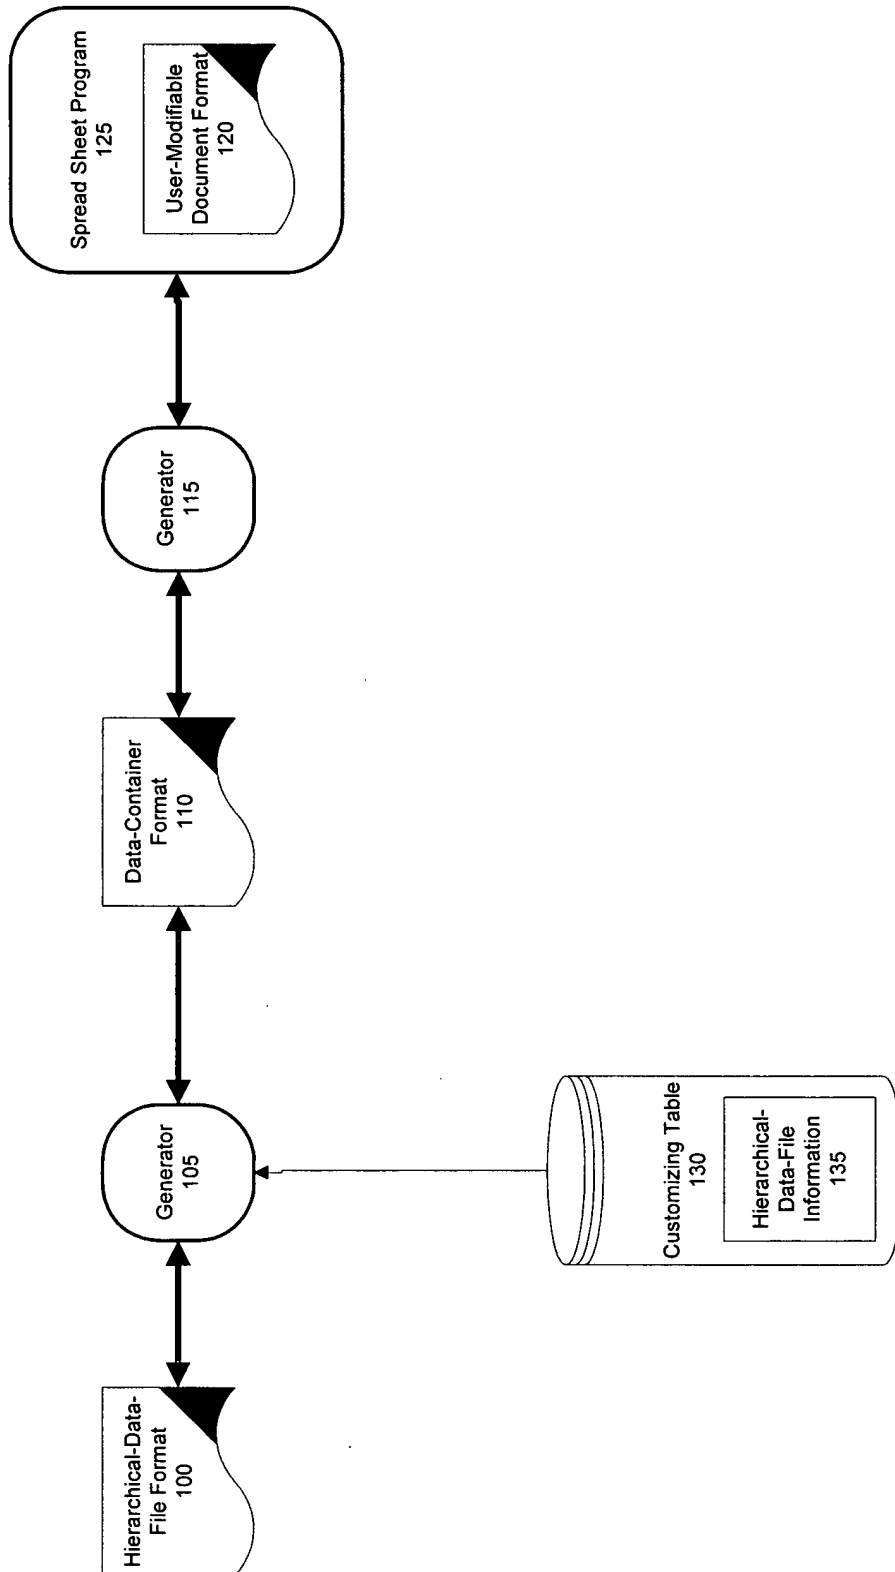 Hierarchical-Data-
File Format
100
Generator
105
Data-Container
Format
110
Generator
115
Spread Sheet Program
125
User-Modifiable
Document Format
120
Customizing Table
130
Hierarchical-
Data-File
Information
135